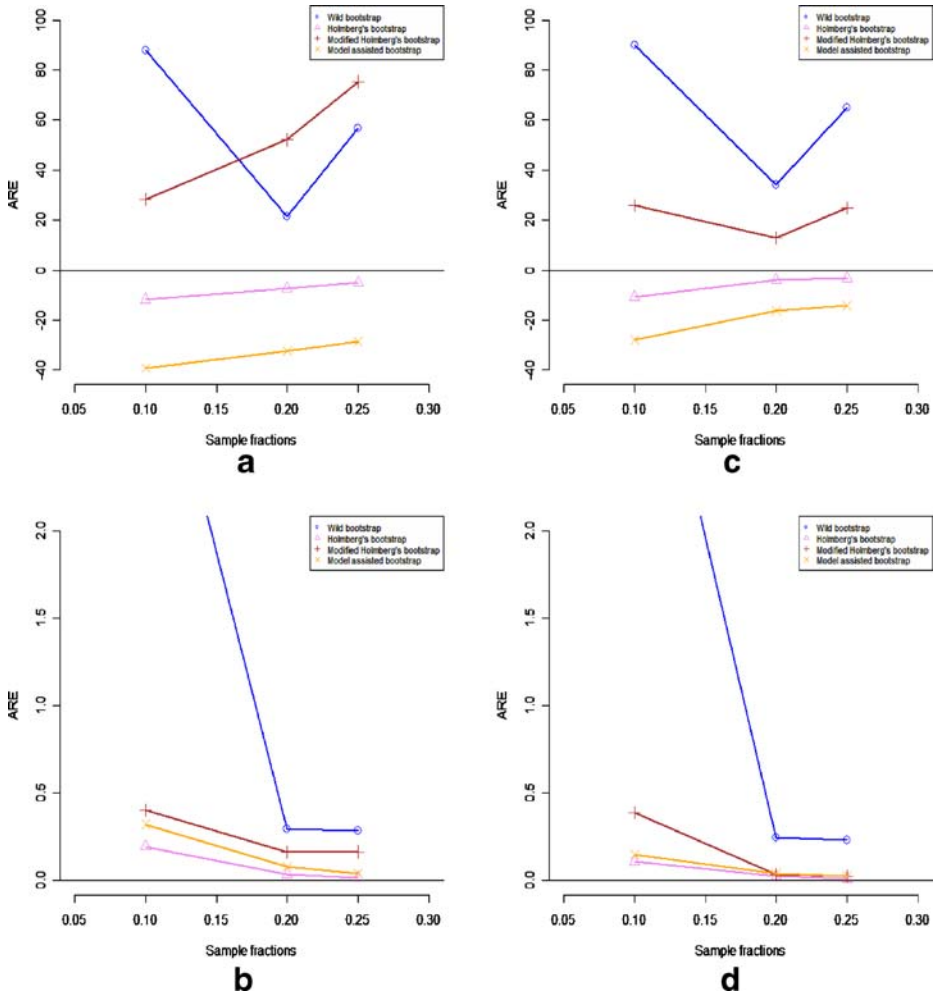 Wild bootstrap
Holmberg's bootstrap
Modified Holmberg's bootstrap
Model assisted bootstrap
ARE
100
80
60
40
20
0
-20
-40
0.05 0.10 0.15 0.20 0.25 0.30
Sample fractions
a
Wild bootstrap
Holmberg's bootstrap
Modified Holmberg's bootstrap
Model assisted bootstrap
ARE
100
80
60
40
20
0
-20
-40
0.05 0.10 0.15 0.20 0.25 0.30
Sample fractions
c
Wild bootstrap
Holmberg's bootstrap
Modified Holmberg's bootstrap
Model assisted bootstrap
ARE
2.0
1.5
1.0
0.5
0.0
0.05 0.10 0.15 0.20 0.25 0.30
Sample fractions
b
Wild bootstrap
Holmberg's bootstrap
Modified Holmberg's bootstrap
Model assisted bootstrap
ARE
2.0
1.5
1.0
0.5
0.0
0.05 0.10 0.15 0.20 0.25 0.30
Sample fractions
d